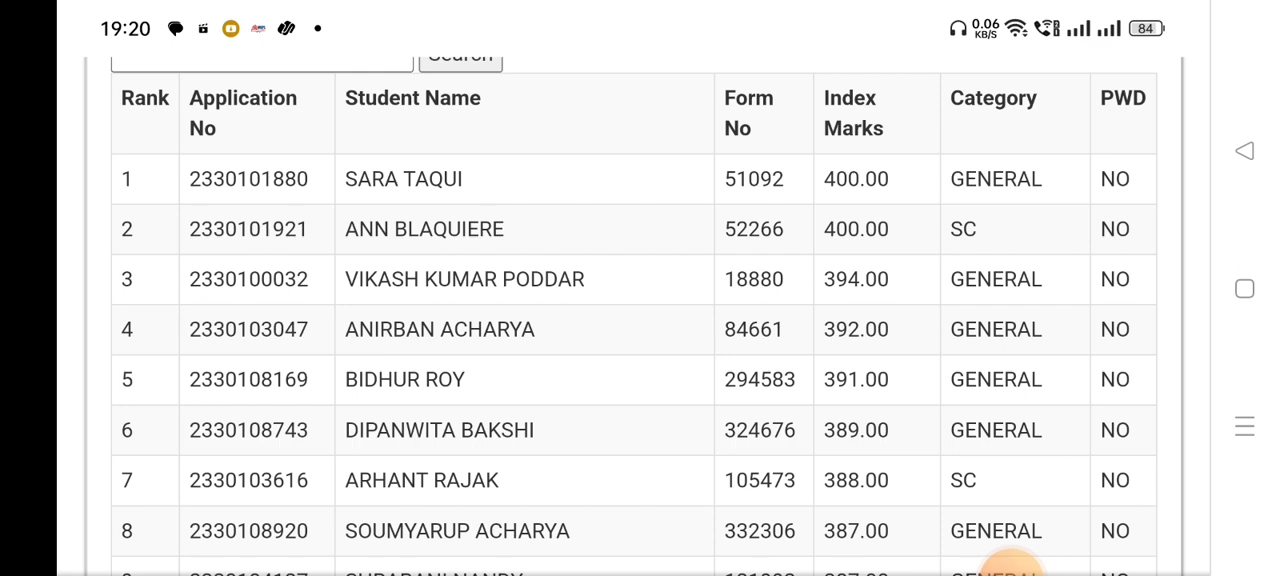 19:20 0.06 KB/S 84
Search
Rank Application No Student Name Form No Index Marks Category PWD
1 2330101880 SARA TAQUI 51092 400.00 GENERAL NO
2 2330101921 ANN BLAQUIERE 52266 400.00 SC NO
3 2330100032 VIKASH KUMAR PODDAR 18880 394.00 GENERAL NO
4 2330103047 ANIRBAN ACHARYA 84661 392.00 GENERAL NO
5 2330108169 BIDHUR ROY 294583 391.00 GENERAL NO
6 2330108743 DIPANWITA BAKSHI 324676 389.00 GENERAL NO
7 2330103616 ARHANT RAJAK 105473 388.00 SC NO
8 2330108920 SOUMYARUP ACHARYA 332306 387.00 GENERAL NO